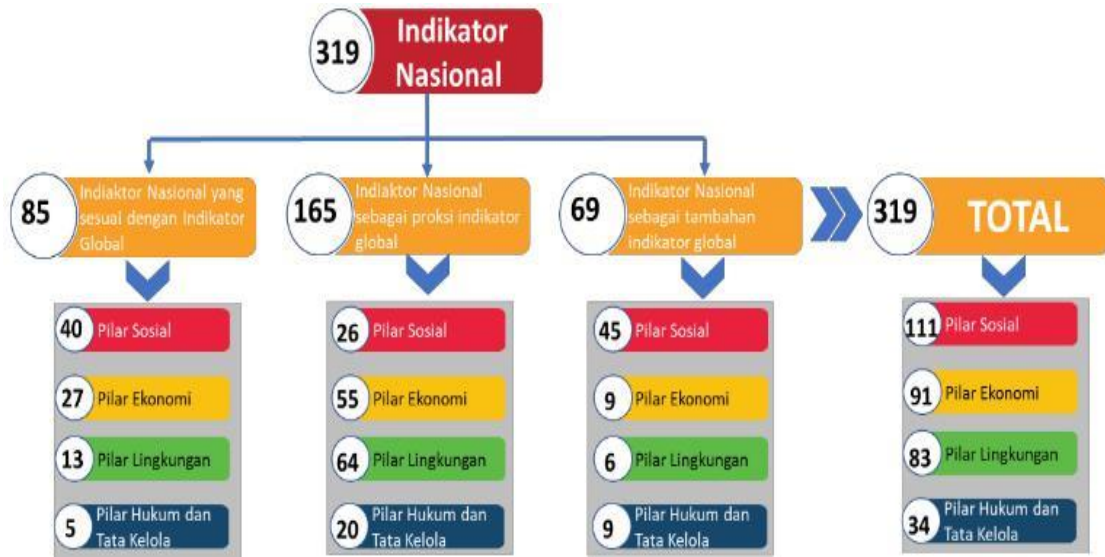 319
Indikator
Nasional
85
Indiaktor Nasional yang
sesuai dengan Indikator
Global
165
Indiaktor Nasional
sebagai proksi indikator
global
69
Indikator Nasional
sebagai tambahan
indikator global
319
TOTAL
40 Pilar Sosial
27 Pilar Ekonomi
13 Pilar Lingkungan
5 Pilar Hukum dan
Tata Kelola
26 Pilar Sosial
55 Pilar Ekonomi
64 Pilar Lingkungan
20 Pilar Hukum dan
Tata Kelola
45 Pilar Sosial
9 Pilar Ekonomi
6 Pilar Lingkungan
9 Pilar Hukum dan
Tata Kelola
111 Pilar Sosial
91 Pilar Ekonomi
83 Pilar Lingkungan
34 Pilar Hukum dan
Tata Kelola